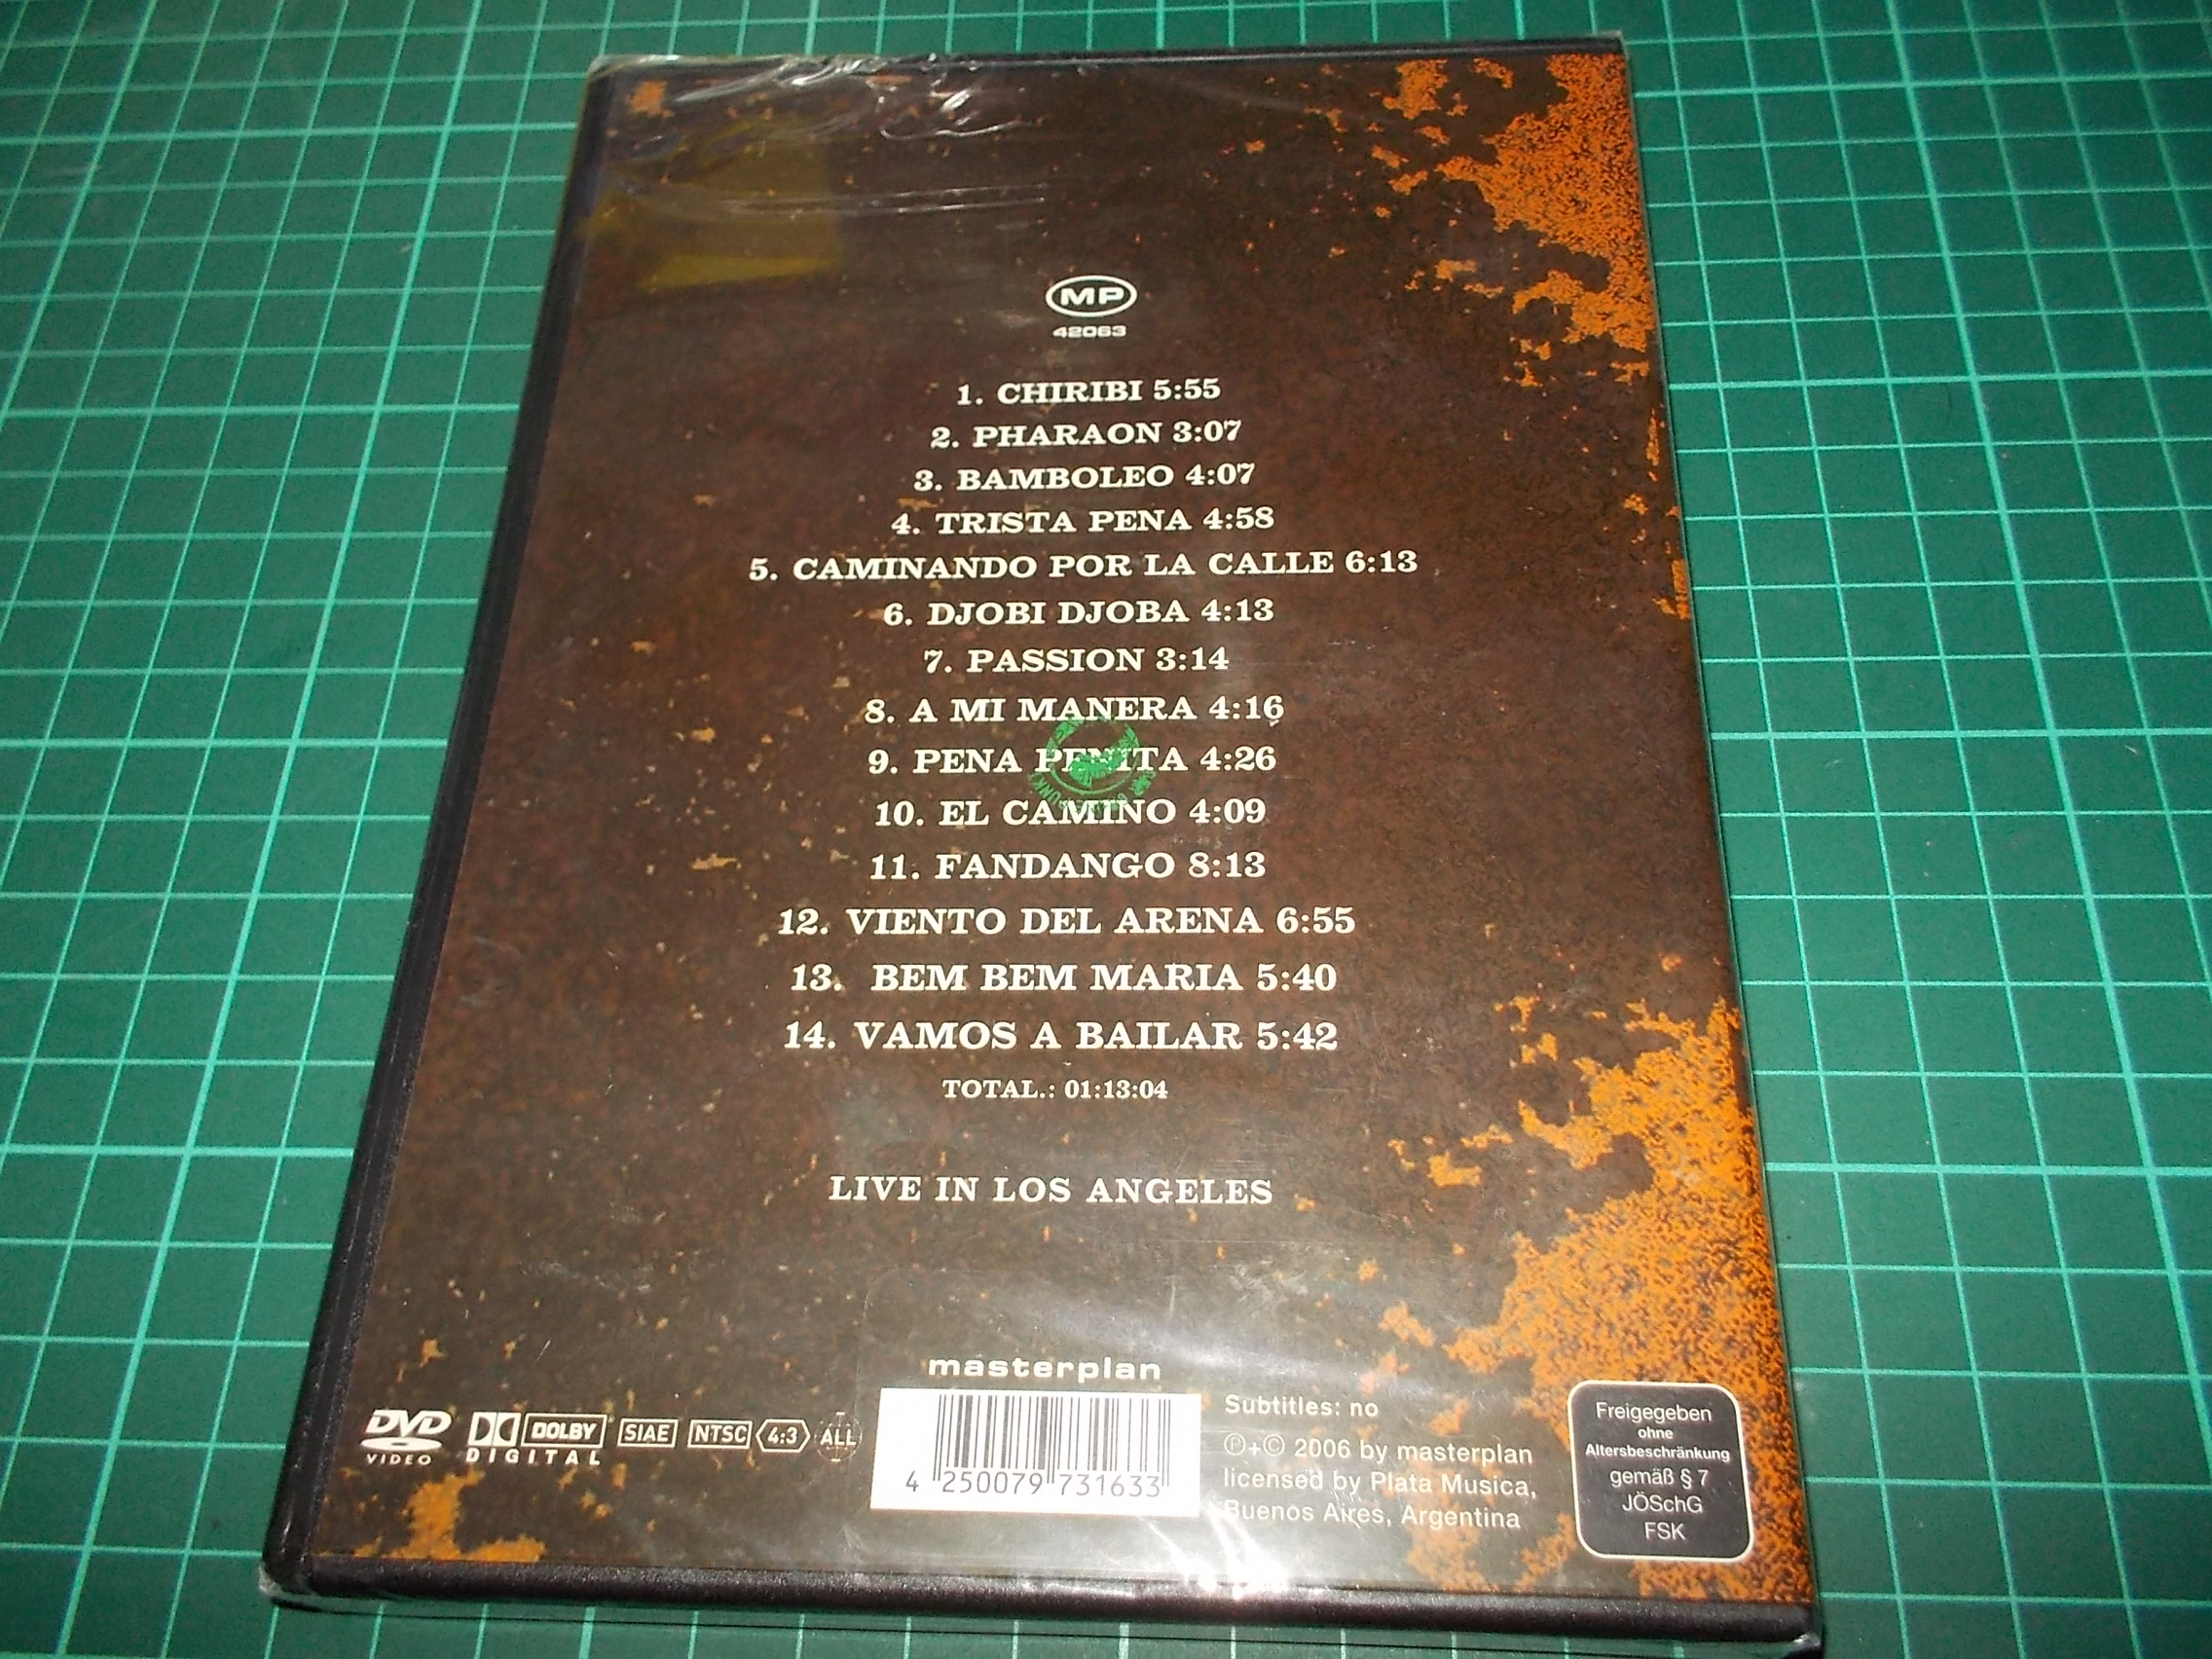 MP
42063
1. CHIRIBI 5:55
2. PHARAON 3:07
3. BAMBOLEO 4:07
4. TRISTA PENA 4:58
5. CAMINANDO POR LA CALLE 6:13
6. DJOBI DJOBA 4:13
7. PASSION 3:14
8. A MI MANERA 4:16
9. PENA PENITA 4:26
10. EL CAMINO 4:09
11. FANDANGO 8:13
12. VIENTO DEL ARENA 6:55
13. BEM BEM MARIA 5:40
14. VAMOS A BAILAR 5:42
TOTAL.: 01:13:04
LIVE IN LOS ANGELES
masterplan
DVD VIDEO
DOLBY DIGITAL
SIAE
NTSC
4:3
ALL
4 250079 731633
Subtitles: no
℗+© 2006 by masterplan
licensed by Plata Musica,
Buenos Aires, Argentina
Freigegeben
ohne
Altersbeschränkung
gemäß § 7
JÖSchG
FSK